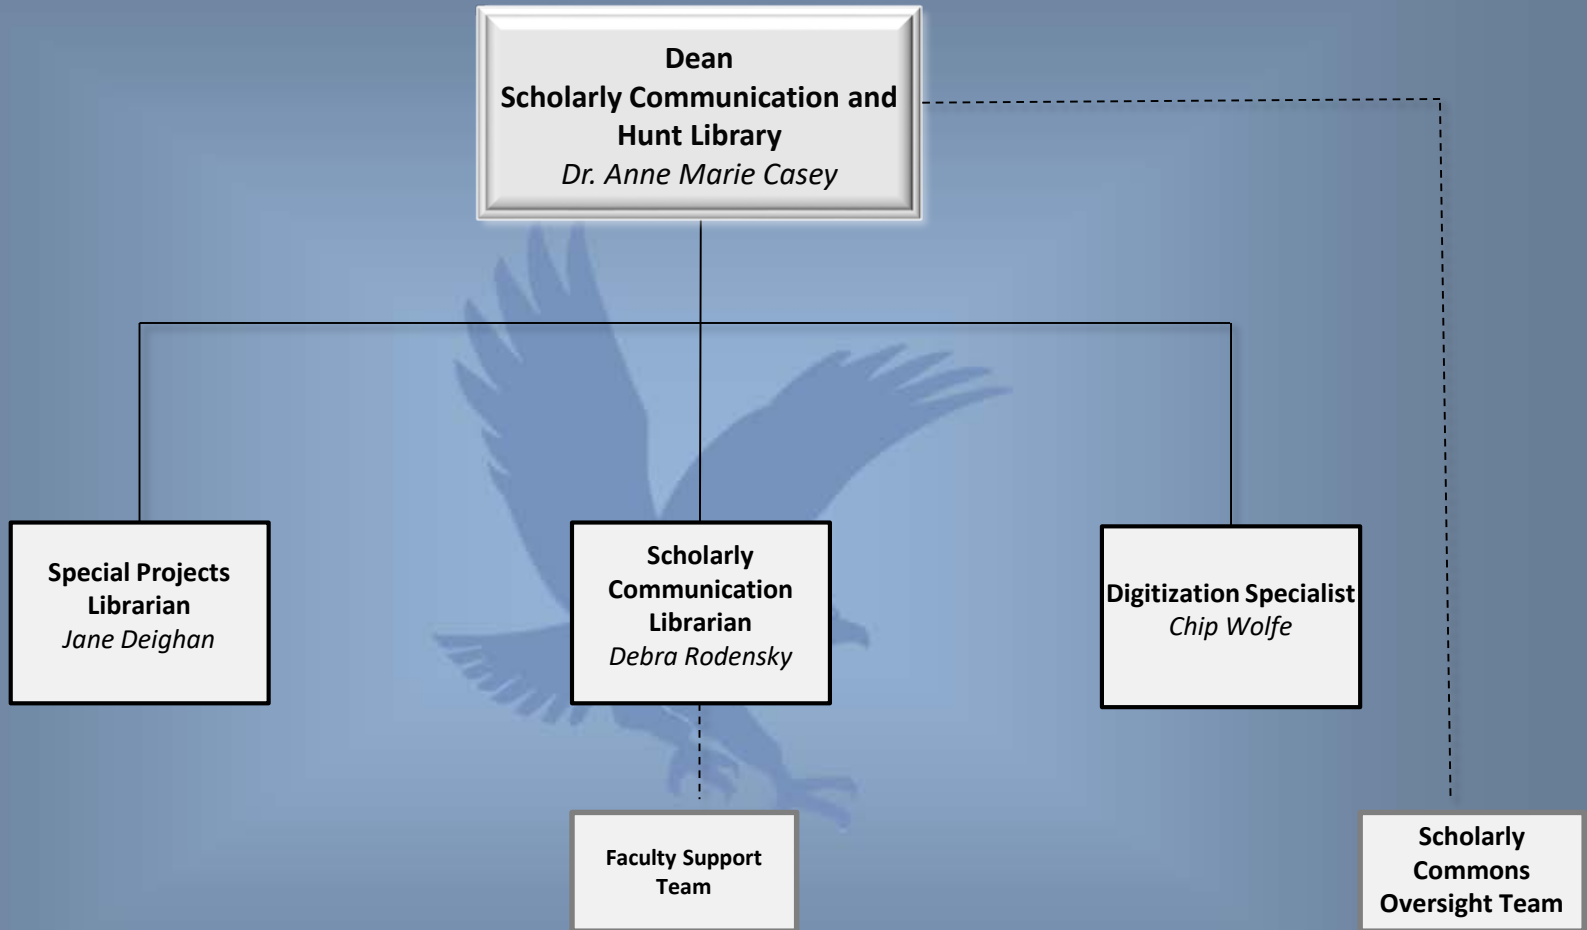 Dean
Scholarly Communication and
Hunt Library
Dr. Anne Marie Casey
Special Projects
Librarian
Jane Deighan
Scholarly
Communication
Librarian
Debra Rodensky
Digitization Specialist
Chip Wolfe
Faculty Support
Team
Scholarly
Commons
Oversight Team